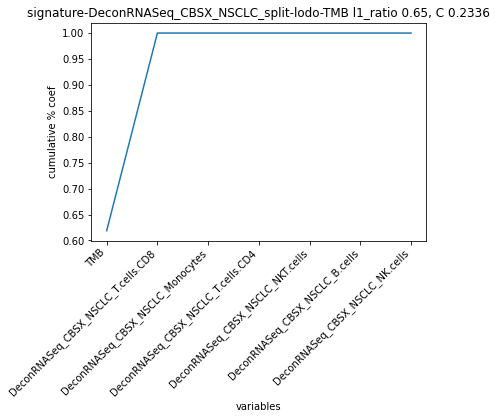 signature-DeconRNASeq_CBSX_NSCLC_split-lodo-TMB l1_ratio 0.65, C 0.2336
cumulative % coef
1.00
0.95
0.90
0.85
0.80
0.75
0.70
0.65
0.60
TMB
DeconRNASeq_CBSX_NSCLC_T.cells.CD8
DeconRNASeq_CBSX_NSCLC_Monocytes
DeconRNASeq_CBSX_NSCLC_T.cells.CD4
DeconRNASeq_CBSX_NSCLC_NKT.cells
DeconRNASeq_CBSX_NSCLC_B.cells
DeconRNASeq_CBSX_NSCLC_NK.cells
variables